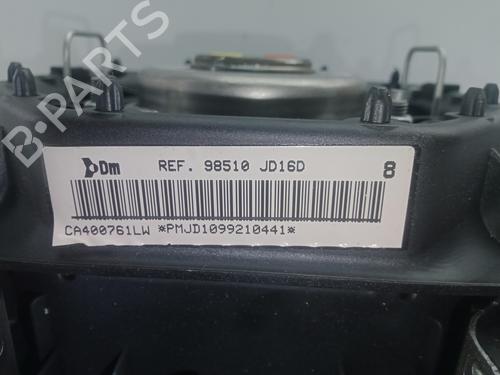 B-PARTS
Dm REF. 98510 JD16D 8
CA400761LW *PMJD1099210441*